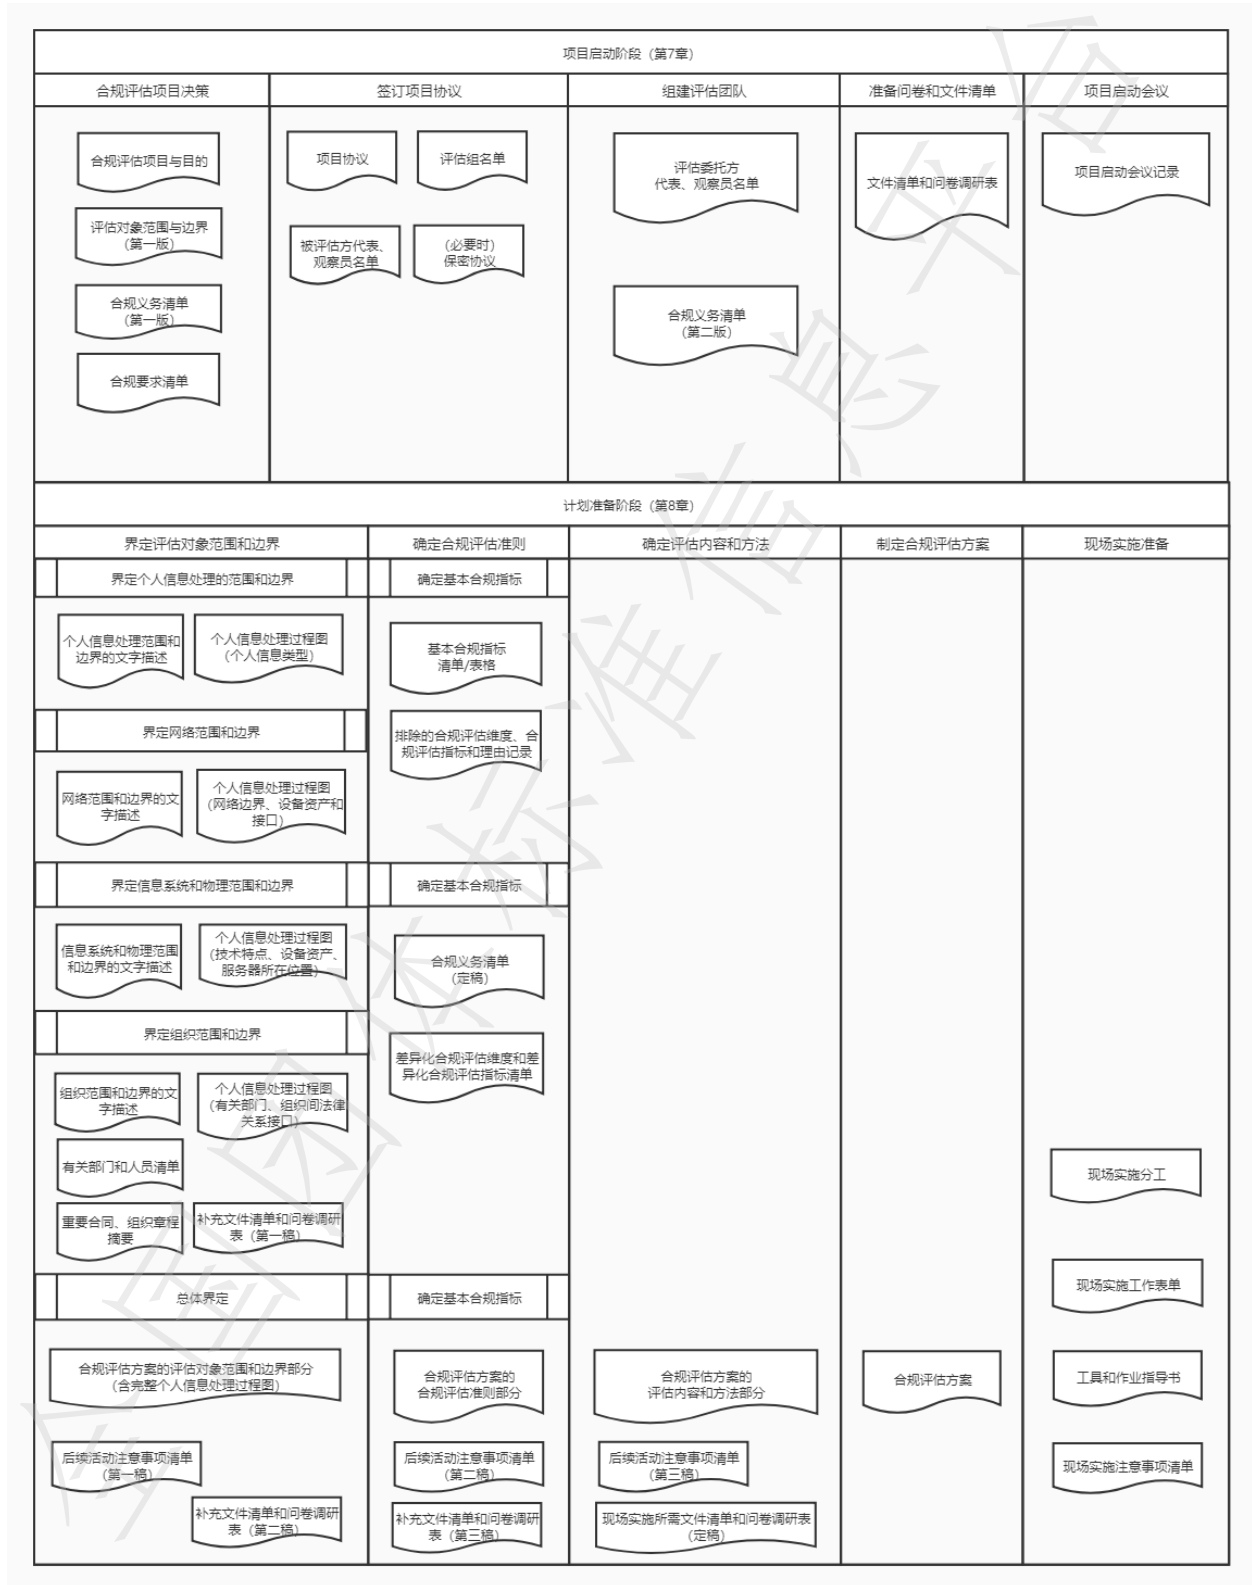 项目启动阶段（第7章）
合规评估项目决策
签订项目协议
组建评估团队
准备问卷和文件清单
项目启动会议
合规评估项目与目的
评估对象范围与边界
（第一版）
合规义务清单
（第一版）
合规要求清单
项目协议
评估组名单
被评估方代表、
观察员名单
（必要时）
保密协议
评估委托方
代表、观察员名单
合规义务清单
（第二版）
文件清单和问卷调研表
项目启动会议记录
计划准备阶段（第8章）
界定评估对象范围和边界
确定合规评估准则
确定评估内容和方法
制定合规评估方案
现场实施准备
界定个人信息处理的范围和边界
个人信息处理范围和
边界的文字描述
个人信息处理过程图
（个人信息类型）
界定网络范围和边界
网络范围和边界的文
字描述
个人信息处理过程图
（网络边界、设备资产和
接口）
界定信息系统和物理范围和边界
信息系统和物理范围
和边界的文字描述
个人信息处理过程图
（技术特点、设备资产、
服务器所在位置）
界定组织范围和边界
组织范围和边界的文
字描述
个人信息处理过程图
（有关部门、组织间法律
关系接口）
有关部门和人员清单
重要合同、组织章程
摘要
补充文件清单和问卷调研
表（第一稿）
总体界定
合规评估方案的评估对象范围和边界部分
（含完整个人信息处理过程图）
后续活动注意事项清单
（第一稿）
补充文件清单和问卷调研
表（第二稿）
确定基本合规指标
基本合规指标
清单/表格
排除的合规评估维度、合
规评估指标和理由记录
确定基本合规指标
合规义务清单
（定稿）
差异化合规评估维度和差
异化合规评估指标清单
确定基本合规指标
合规评估方案的
合规评估准则部分
后续活动注意事项清单
（第二稿）
补充文件清单和问卷调研
表（第三稿）
合规评估方案的
评估内容和方法部分
后续活动注意事项清单
（第三稿）
现场实施所需文件清单和问卷调研表
（定稿）
合规评估方案
现场实施分工
现场实施工作表单
工具和作业指导书
现场实施注意事项清单
全国团体标准信息平台